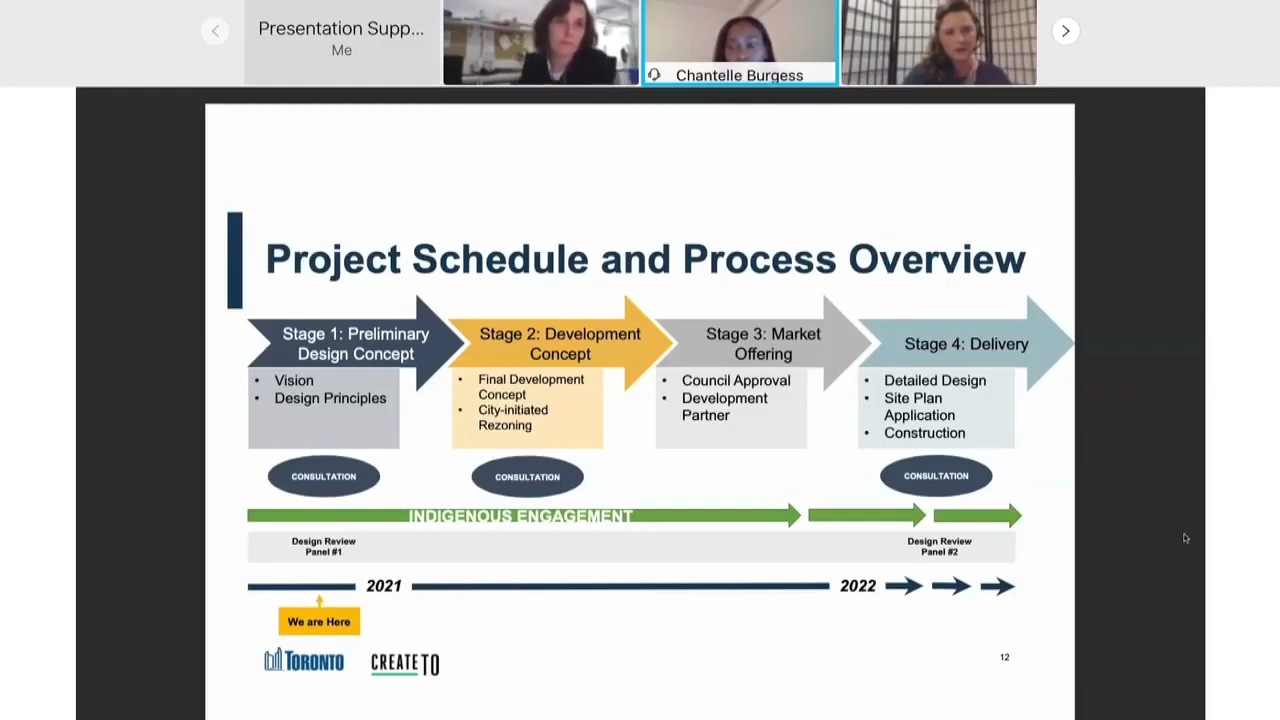 Presentation Supp...
Me
Chantelle Burgess
Project Schedule and Process Overview
Stage 1: Preliminary
Design Concept
• Vision
• Design Principles
Stage 2: Development
Concept
• Final Development
Concept
• City-initiated
Rezoning
Stage 3: Market
Offering
• Council Approval
• Development
Partner
Stage 4: Delivery
• Detailed Design
• Site Plan
Application
• Construction
CONSULTATION
CONSULTATION
CONSULTATION
INDIGENOUS ENGAGEMENT
Design Review
Panel #1
Design Review
Panel #2
2021
2022
We are Here
TORONTO
CREATETO
12